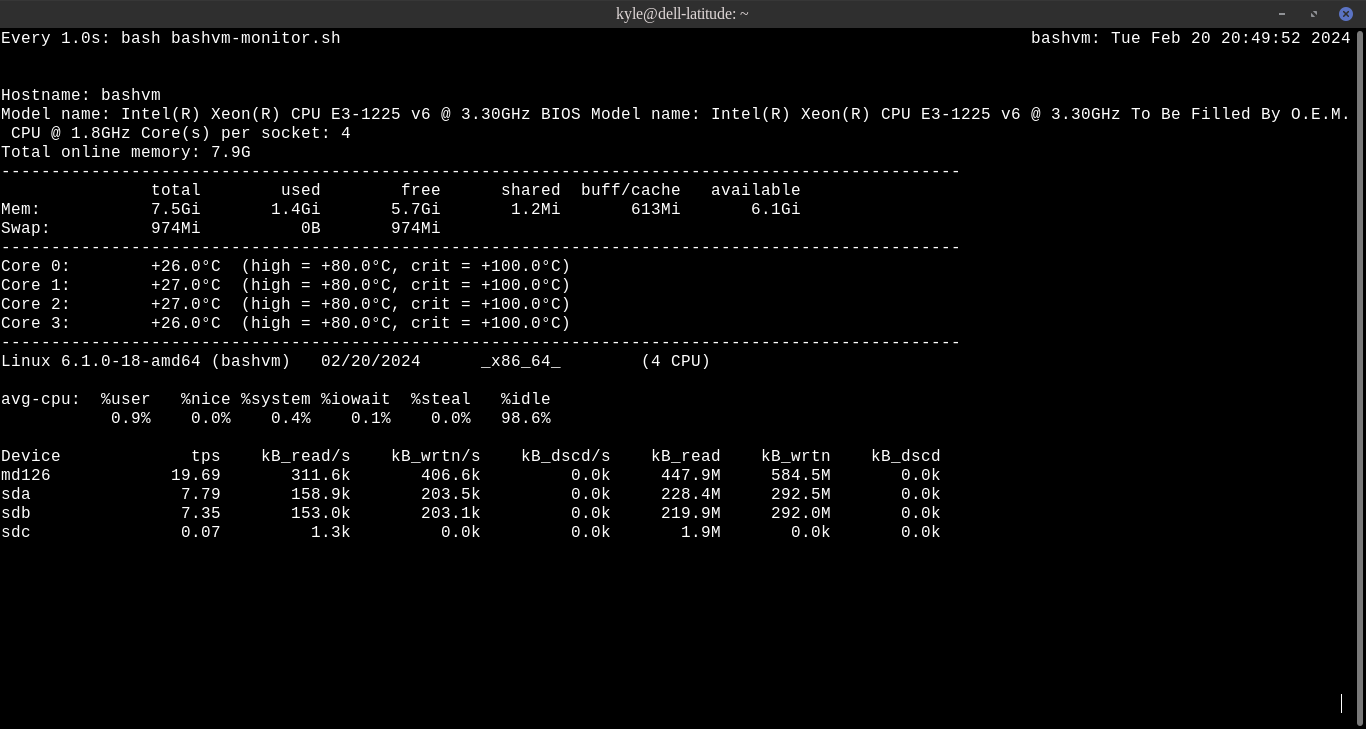 kyle@dell-latitude: ~
Every 1.0s: bash bashvm-monitor.sh                                                                     bashvm: Tue Feb 20 20:49:52 2024
Hostname: bashvm
Model name: Intel(R) Xeon(R) CPU E3-1225 v6 @ 3.30GHz BIOS Model name: Intel(R) Xeon(R) CPU E3-1225 v6 @ 3.30GHz To Be Filled By O.E.M.
 CPU @ 1.8GHz Core(s) per socket: 4
Total online memory: 7.9G
------------------------------------------------------------------------------------------------
               total        used        free      shared  buff/cache   available
Mem:           7.5Gi       1.4Gi       5.7Gi       1.2Mi       613Mi       6.1Gi
Swap:          974Mi          0B       974Mi
------------------------------------------------------------------------------------------------
Core 0:        +26.0°C  (high = +80.0°C, crit = +100.0°C)
Core 1:        +27.0°C  (high = +80.0°C, crit = +100.0°C)
Core 2:        +27.0°C  (high = +80.0°C, crit = +100.0°C)
Core 3:        +26.0°C  (high = +80.0°C, crit = +100.0°C)
------------------------------------------------------------------------------------------------
Linux 6.1.0-18-amd64 (bashvm)   02/20/2024      _x86_64_        (4 CPU)
avg-cpu:  %user   %nice %system %iowait  %steal   %idle
           0.9%    0.0%    0.4%    0.1%    0.0%   98.6%
Device             tps    kB_read/s    kB_wrtn/s    kB_dscd/s    kB_read    kB_wrtn    kB_dscd
md126            19.69       311.6k       406.6k         0.0k     447.9M     584.5M       0.0k
sda               7.79       158.9k       203.5k         0.0k     228.4M     292.5M       0.0k
sdb               7.35       153.0k       203.1k         0.0k     219.9M     292.0M       0.0k
sdc               0.07         1.3k         0.0k         0.0k       1.9M       0.0k       0.0k